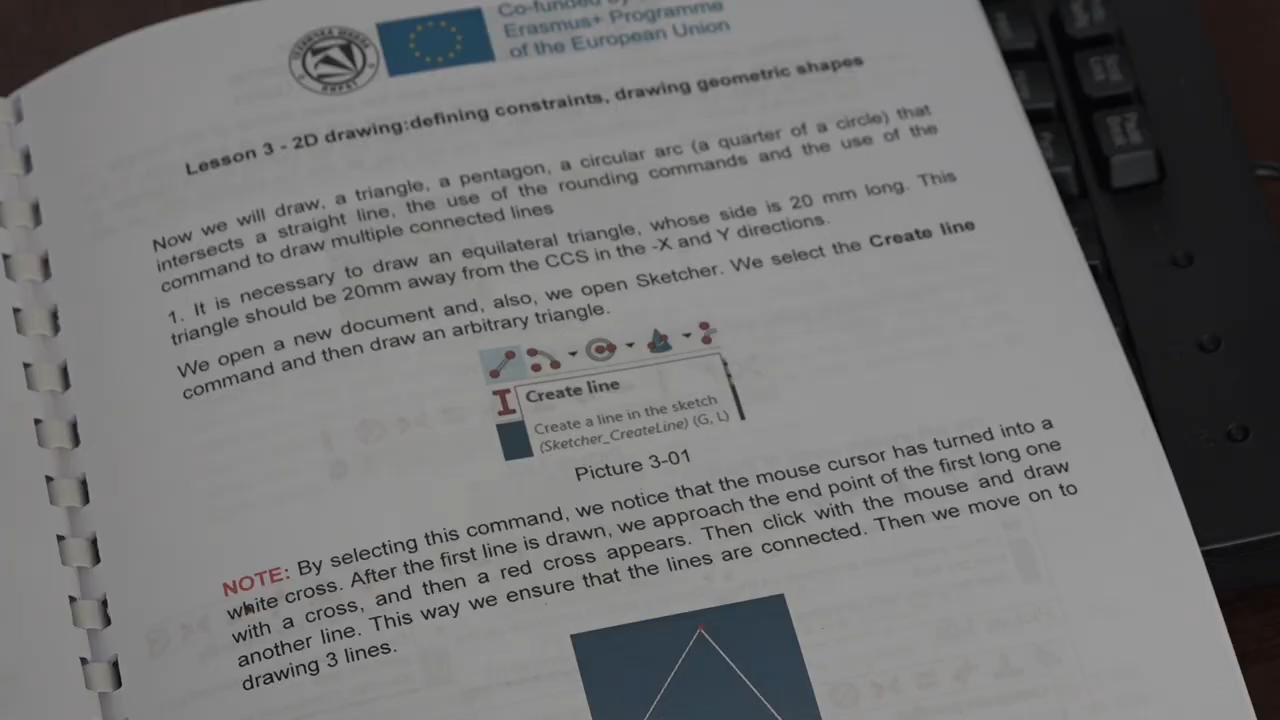 Co-funded by
Erasmus+ Programme
of the European Union
Lesson 3 - 2D drawing:defining constraints, drawing geometric shapes
Now we will draw, a triangle, a pentagon, a circular arc (a quarter of a circle) that
intersects a straight line, the use of the rounding commands and the use of the
command to draw multiple connected lines
1. It is necessary to draw an equilateral triangle, whose side is 20 mm long. This
triangle should be 20mm away from the CCS in the -X and Y directions.
We open a new document and, also, we open Sketcher. We select the Create line
command and then draw an arbitrary triangle.
Create line
Create a line in the sketch
(Sketcher_CreateLine) (G, L)
Picture 3-01
NOTE: By selecting this command, we notice that the mouse cursor has turned into a
white cross. After the first line is drawn, we approach the end point of the first long one
with a cross, and then a red cross appears. Then click with the mouse and draw
another line. This way we ensure that the lines are connected. Then we move on to
drawing 3 lines.